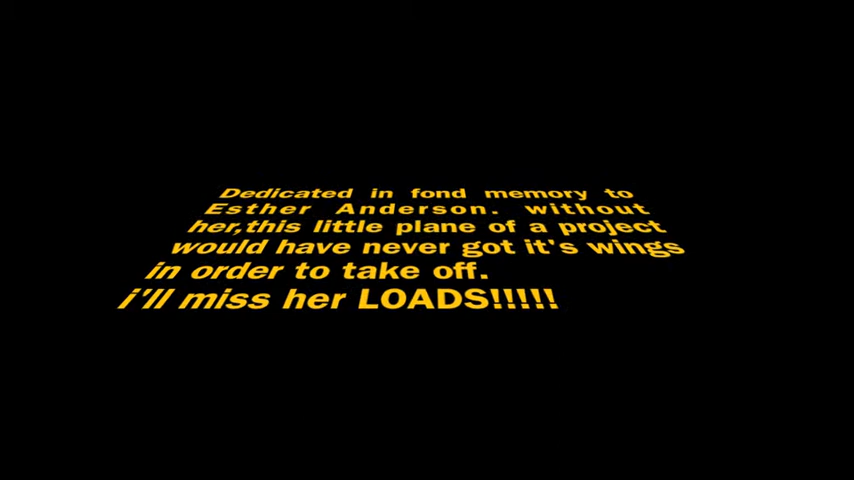 Dedicated in fond memory to
Esther Anderson. without
her,this little plane of a project
would have never got it's wings
in order to take off.
i'll miss her LOADS!!!!!